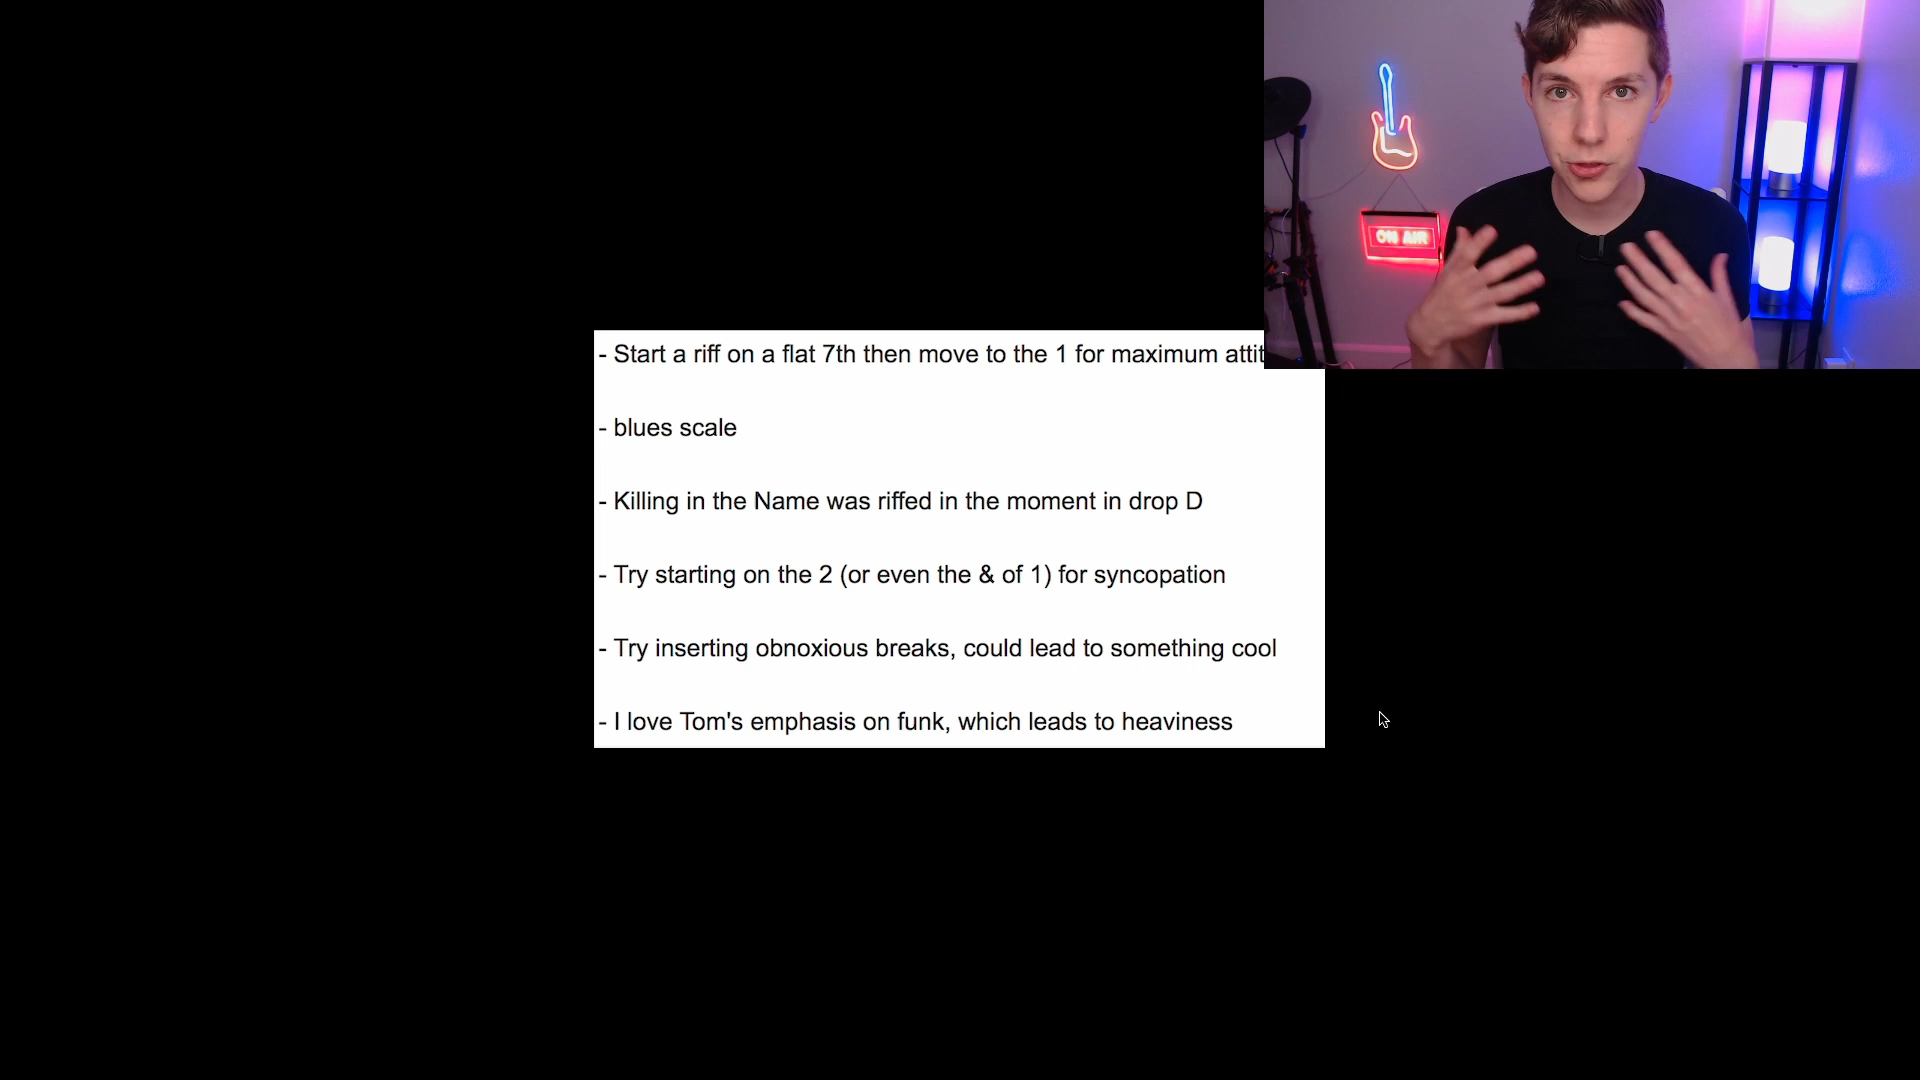 - Start a riff on a flat 7th then move to the 1 for maximum
- blues scale
- Killing in the Name was riffed in the moment in drop D
- Try starting on the 2 (or even the & of 1) for syncopation
- Try inserting obnoxious breaks, could lead to something cool
- I love Tom's emphasis on funk, which leads to heaviness
ON AIR